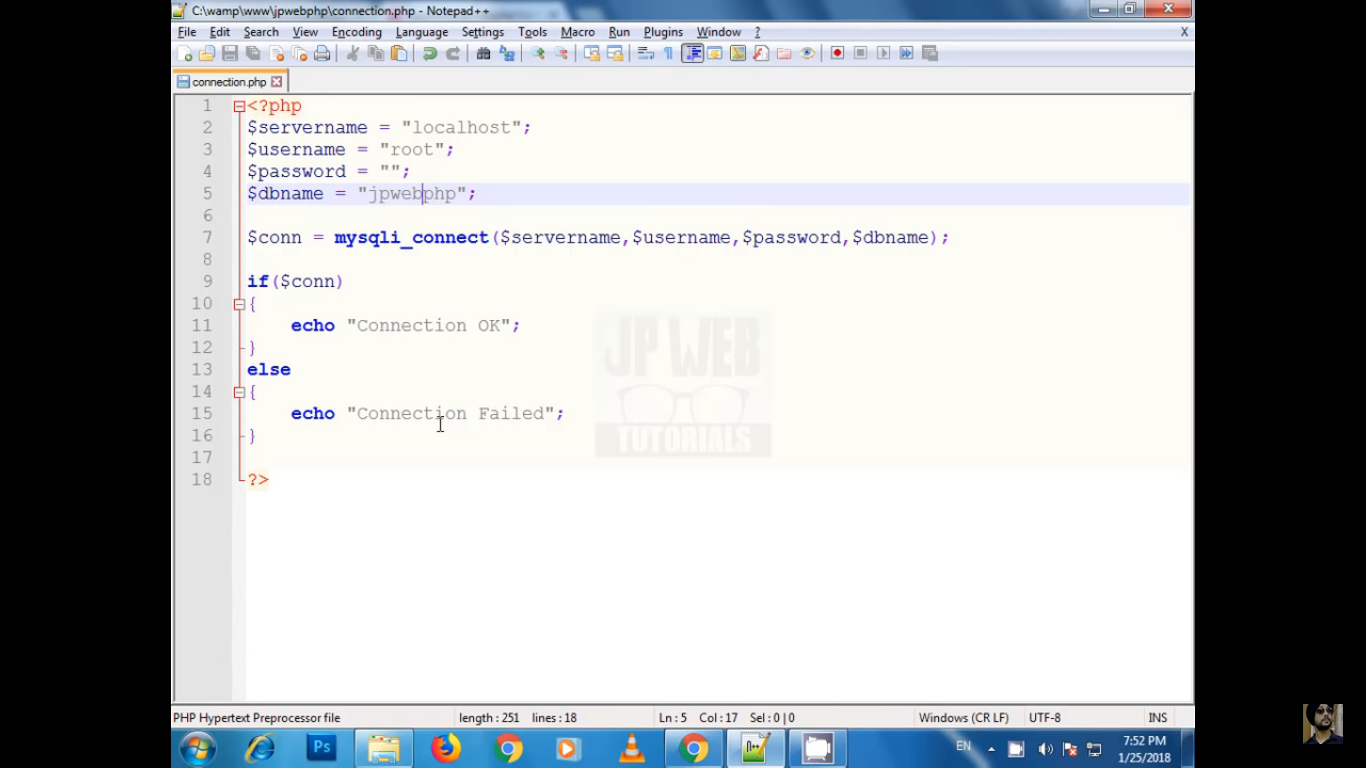 C:\wamp\www\jpwebphp\connection.php - Notepad++
File Edit Search View Encoding Language Settings Tools Macro Run Plugins Window ? X
connection.php
1 <?php
2 $servername = "localhost";
3 $username = "root";
4 $password = "";
5 $dbname = "jpwebphp";
6
7 $conn = mysqli_connect($servername,$username,$password,$dbname);
8
9 if($conn)
10 {
11 echo "Connection OK";
12 }
13 else
14 {
15 echo "Connection Failed";
16 }
17
18 ?>
JP WEB
TUTORIALS
PHP Hypertext Preprocessor file length : 251 lines : 18 Ln : 5 Col : 17 Sel : 0 | 0 Windows (CR LF) UTF-8 INS
Ps EN 7:52 PM
1/25/2018